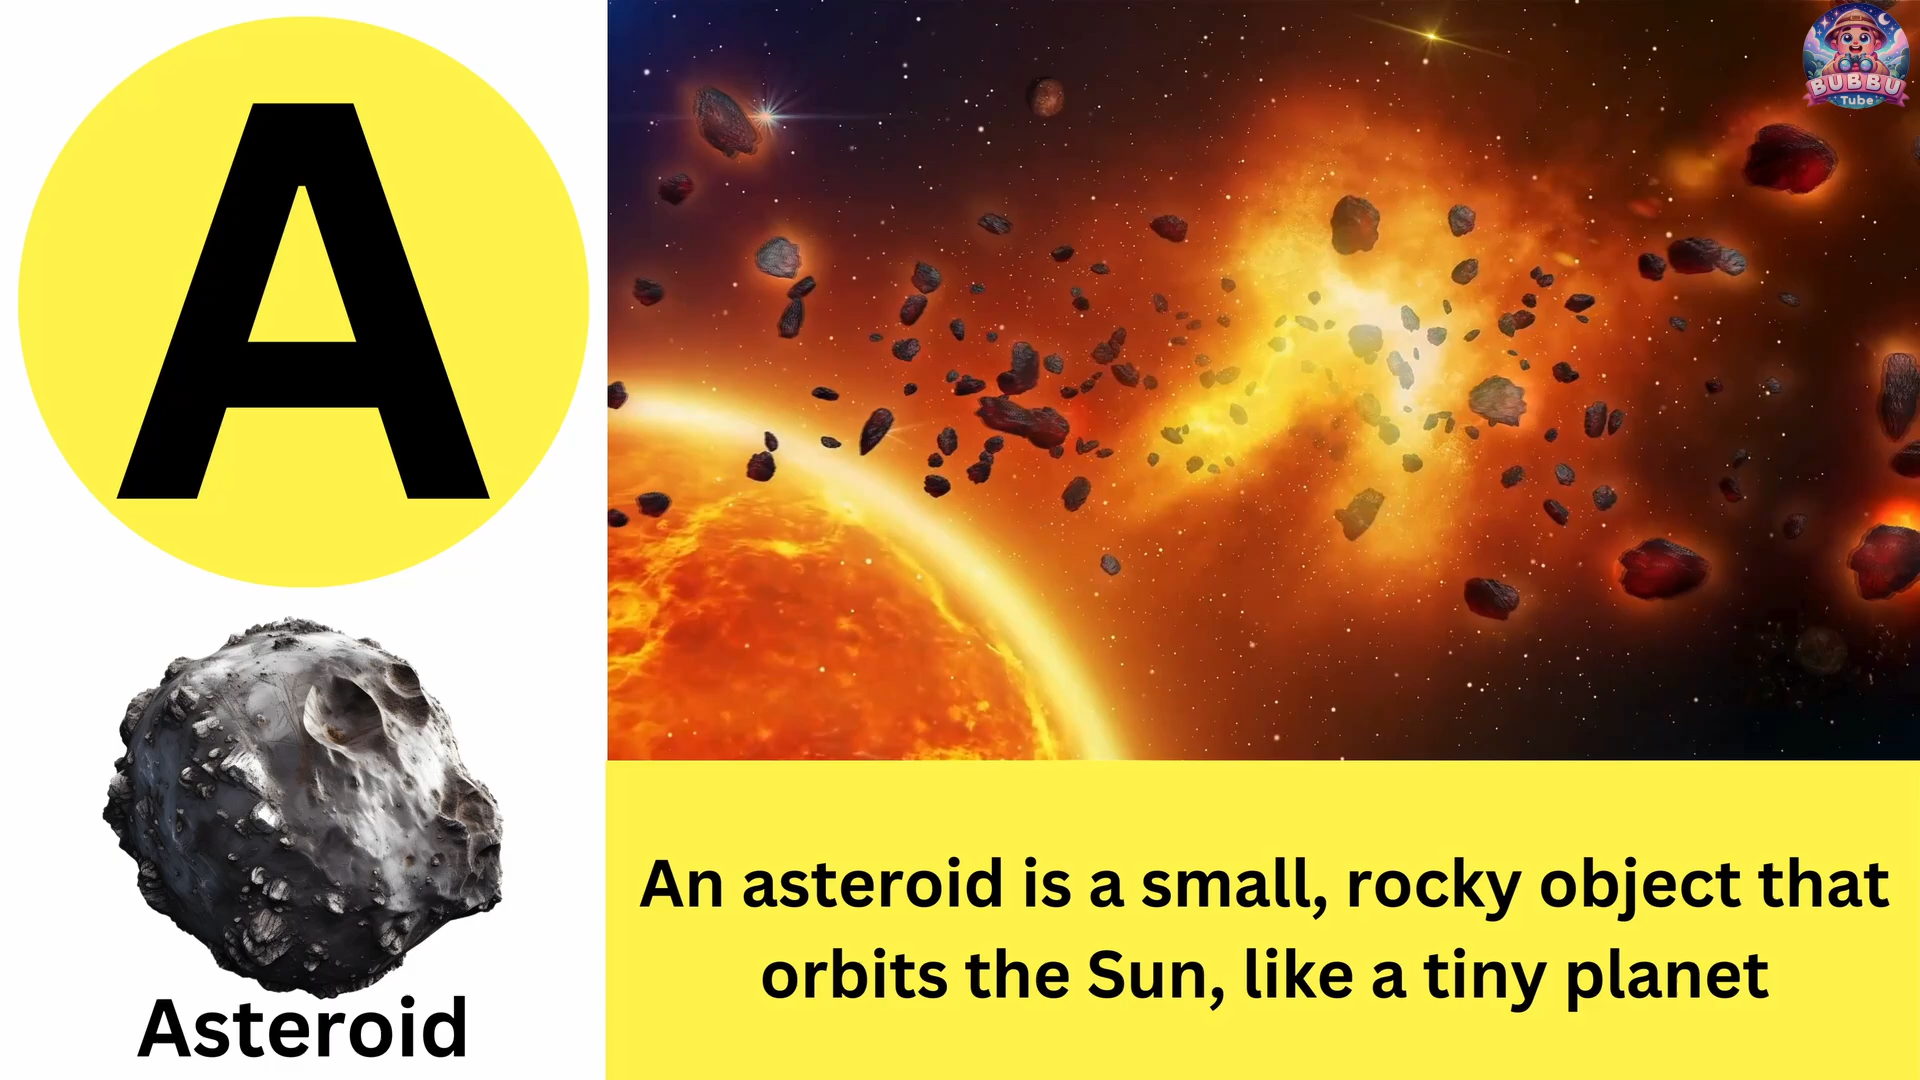 A
Asteroid
BUBBU
Tube
An asteroid is a small, rocky object that
orbits the Sun, like a tiny planet